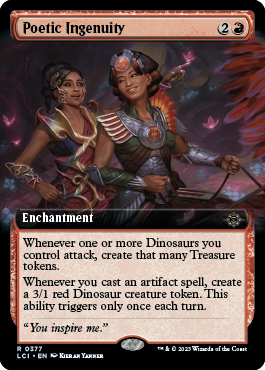 Poetic Ingenuity 2
Enchantment
Whenever one or more Dinosaurs you
control attack, create that many Treasure
tokens.
Whenever you cast an artifact spell, create
a 3/1 red Dinosaur creature token. This
ability triggers only once each turn.
“You inspire me.”
R 0377
LCI • EN Kieran Yanner
™ & © 2023 Wizards of the Coast